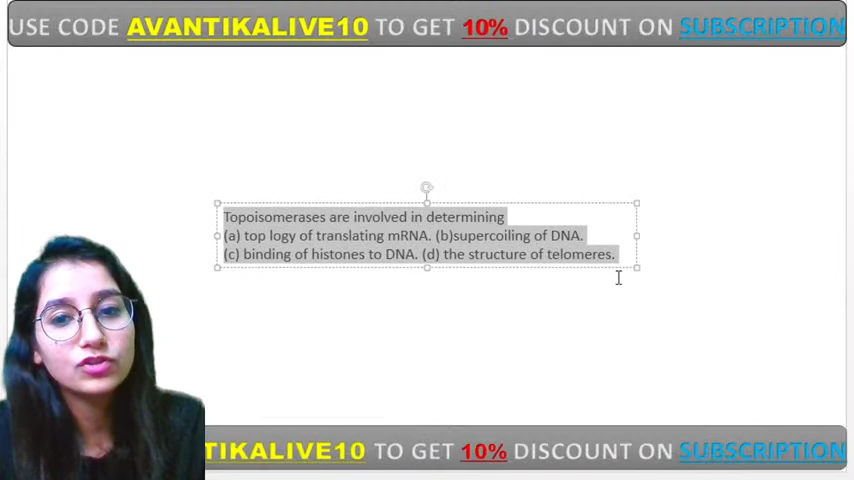 USE CODE AVANTIKALIVE10 TO GET 10% DISCOUNT ON SUBSCRIPTION
Topoisomerases are involved in determining
(a) top logy of translating mRNA. (b)supercoiling of DNA.
(c) binding of histones to DNA. (d) the structure of telomeres.
TIKALIVE10 TO GET 10% DISCOUNT ON SUBSCRIPTION